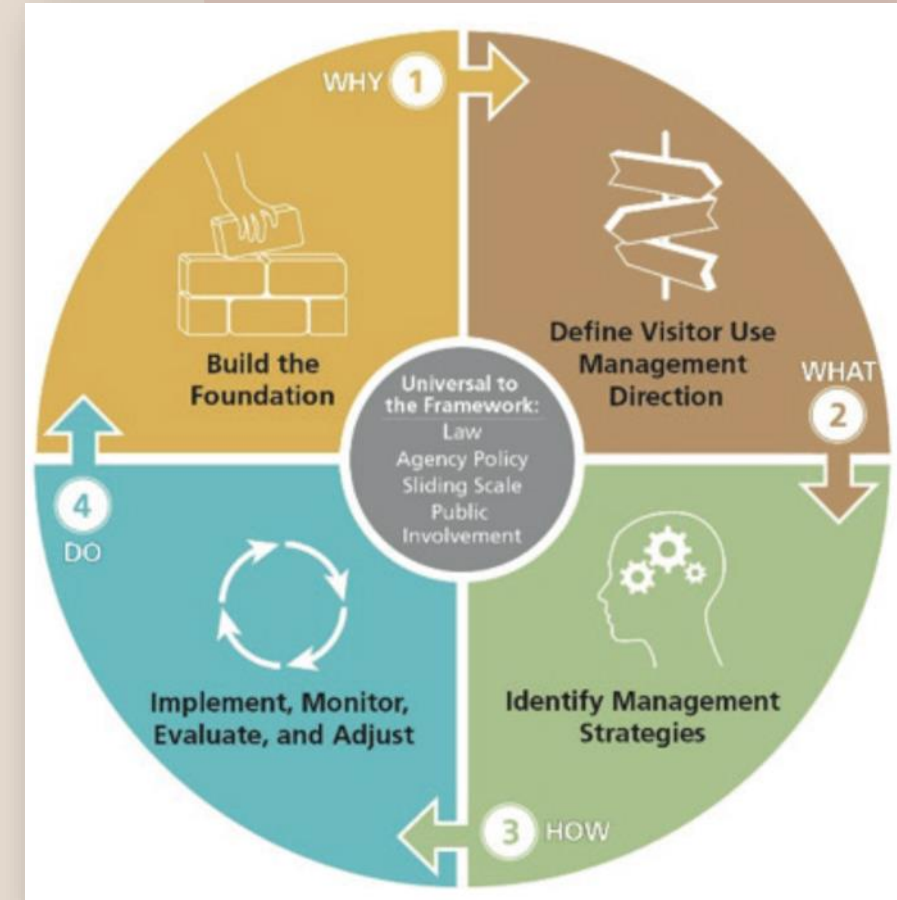 WHY 1
Build the
Foundation
Define Visitor Use
Management
Direction
WHAT
2
Universal to
the Framework:
Law
Agency Policy
Sliding Scale
Public
Involvement
Identify Management
Strategies
3 HOW
Implement, Monitor,
Evaluate, and Adjust
4
DO